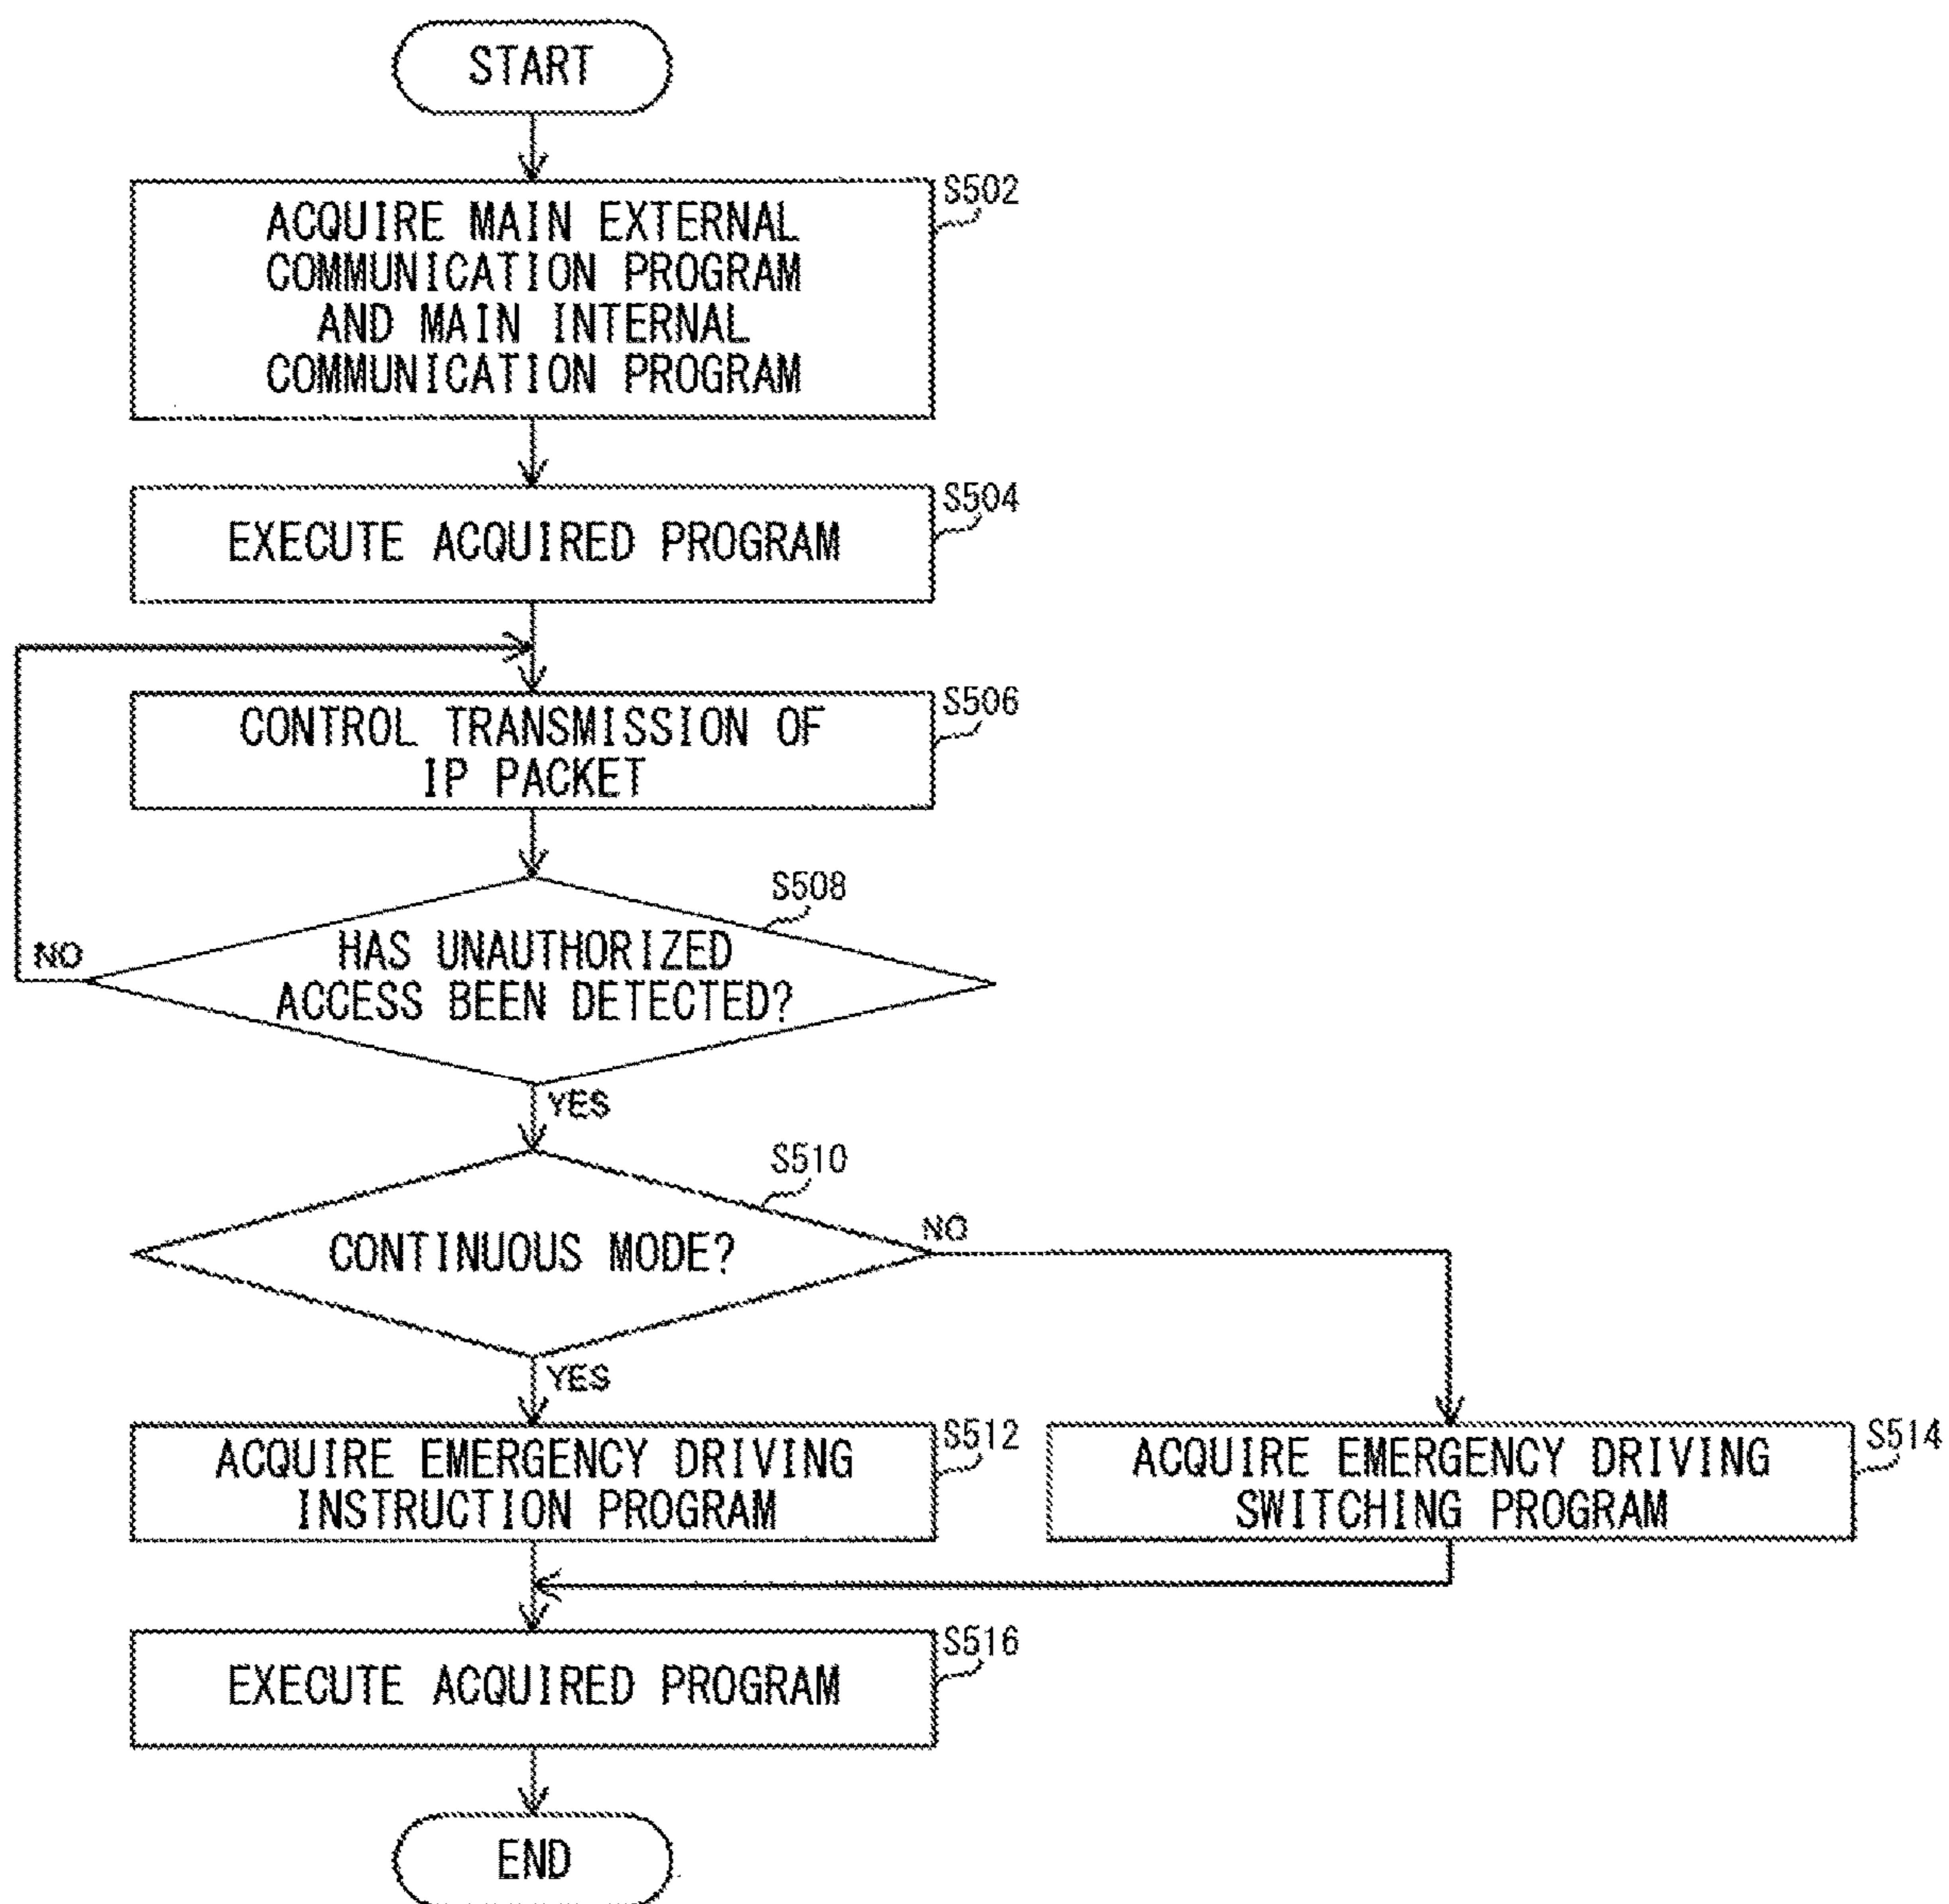 START
S502
ACQUIRE MAIN EXTERNAL
COMMUNICATION PROGRAM
AND MAIN INTERNAL
COMMUNICATION PROGRAM
S504
EXECUTE ACQUIRED PROGRAM
S506
CONTROL TRANSMISSION OF
IP PACKET
S508
NO
HAS UNAUTHORIZED
ACCESS BEEN DETECTED?
YES
S510
NO
CONTINUOUS MODE?
YES
S512
ACQUIRE EMERGENCY DRIVING
INSTRUCTION PROGRAM
S514
ACQUIRE EMERGENCY DRIVING
SWITCHING PROGRAM
S516
EXECUTE ACQUIRED PROGRAM
END